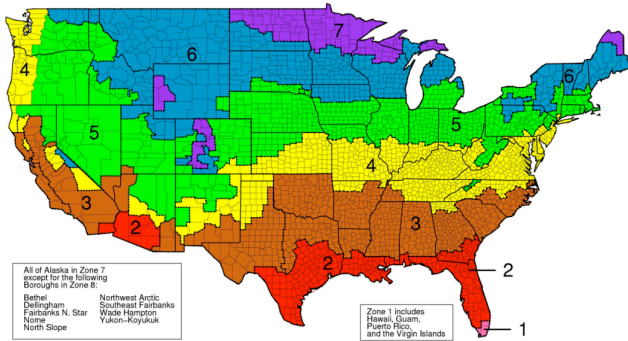 7
6
4
6
5
5
4
3
3
2
2
2
1
All of Alaska in Zone 7
except for the following
Boroughs in Zone 8:
Bethel Northwest Arctic
Dellingham Southeast Fairbanks
Fairbanks N. Star Wade Hampton
Nome Yukon-Koyukuk
North Slope
Zone 1 includes
Hawaii, Guam,
Puerto Rico,
and the Virgin Islands